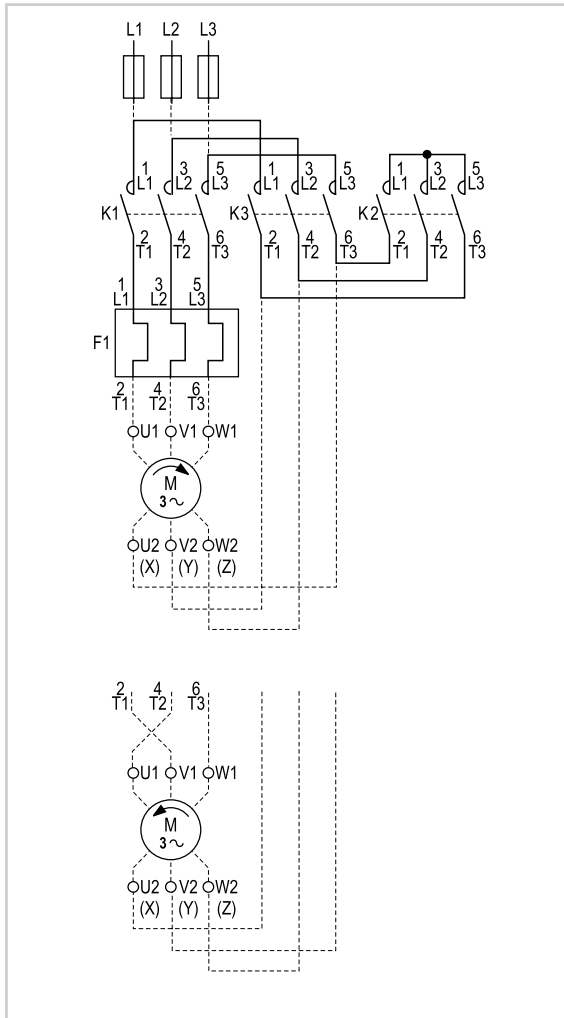 L1 L2 L3
1 3 5 1 3 5 1 3 5
L1 L2 L3 L1 L2 L3 L1 L2 L3
K1 K3 K2
2 4 6 2 4 6 2 4 6
T1 T2 T3 T1 T2 T3 T1 T2 T3
1 3 5
L1 L2 L3
F1
2 4 6
T1 T2 T3
U1 V1 W1
M
3~
U2 V2 W2
(X) (Y) (Z)
2 4 6
T1 T2 T3
U1 V1 W1
M
3~
U2 V2 W2
(X) (Y) (Z)